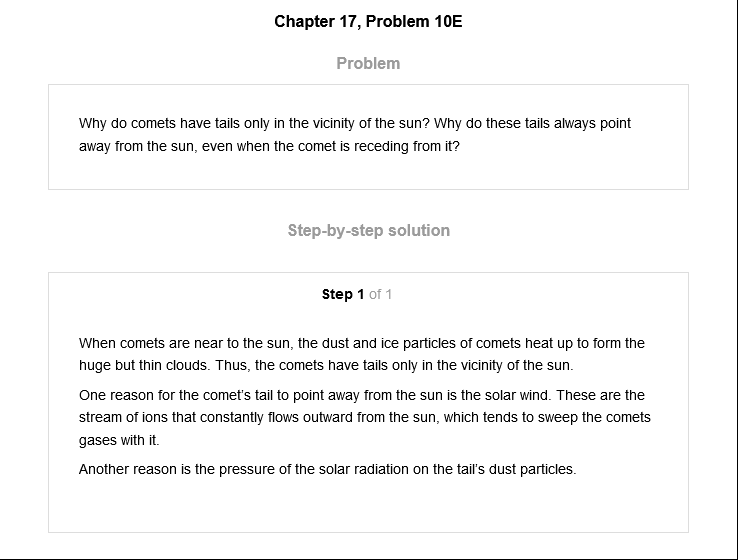 Chapter 17, Problem 10E
Problem
Why do comets have tails only in the vicinity of the sun? Why do these tails always point
away from the sun, even when the comet is receding from it?
Step-by-step solution
Step 1 of 1
When comets are near to the sun, the dust and ice particles of comets heat up to form the
huge but thin clouds. Thus, the comets have tails only in the vicinity of the sun.
One reason for the comet's tail to point away from the sun is the solar wind. These are the
stream of ions that constantly flows outward from the sun, which tends to sweep the comets
gases with it.
Another reason is the pressure of the solar radiation on the tail's dust particles.